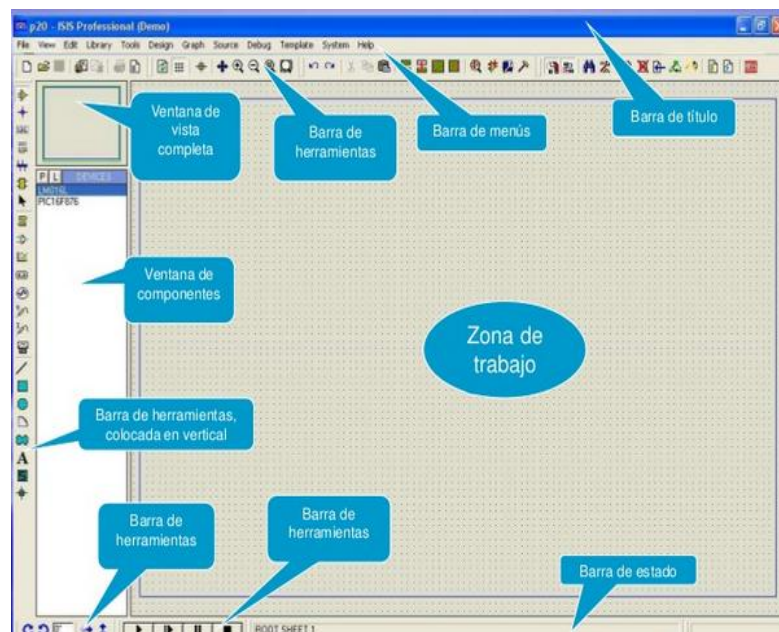 p20 - ISIS Professional (Demo)
File View Edit Library Tools Design Graph Source Debug Template System Help
Ventana de
vista
completa
Barra de
herramientas
Barra de menús
Barra de título
P L DEVICES
LM016L
PIC16F876
Ventana de
componentes
Zona de
trabajo
Barra de herramientas,
colocada en vertical
A
Barra de
herramientas
Barra de
herramientas
Barra de estado
ROOT SHEET 1